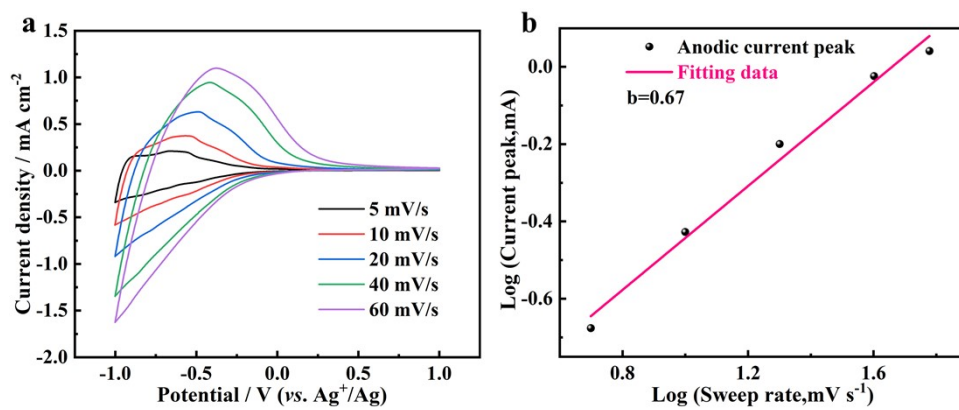 a
1.5
1.0
0.5
0.0
-0.5
-1.0
-1.5
-2.0
Current density / mA cm⁻²
5 mV/s
10 mV/s
20 mV/s
40 mV/s
60 mV/s
-1.0 -0.5 0.0 0.5 1.0
Potential / V (vs. Ag⁺/Ag)
b
0.0
-0.2
-0.4
-0.6
Log (Current peak,mA)
Anodic current peak
Fitting data
b=0.67
0.8 1.2 1.6
Log (Sweep rate,mV s⁻¹)